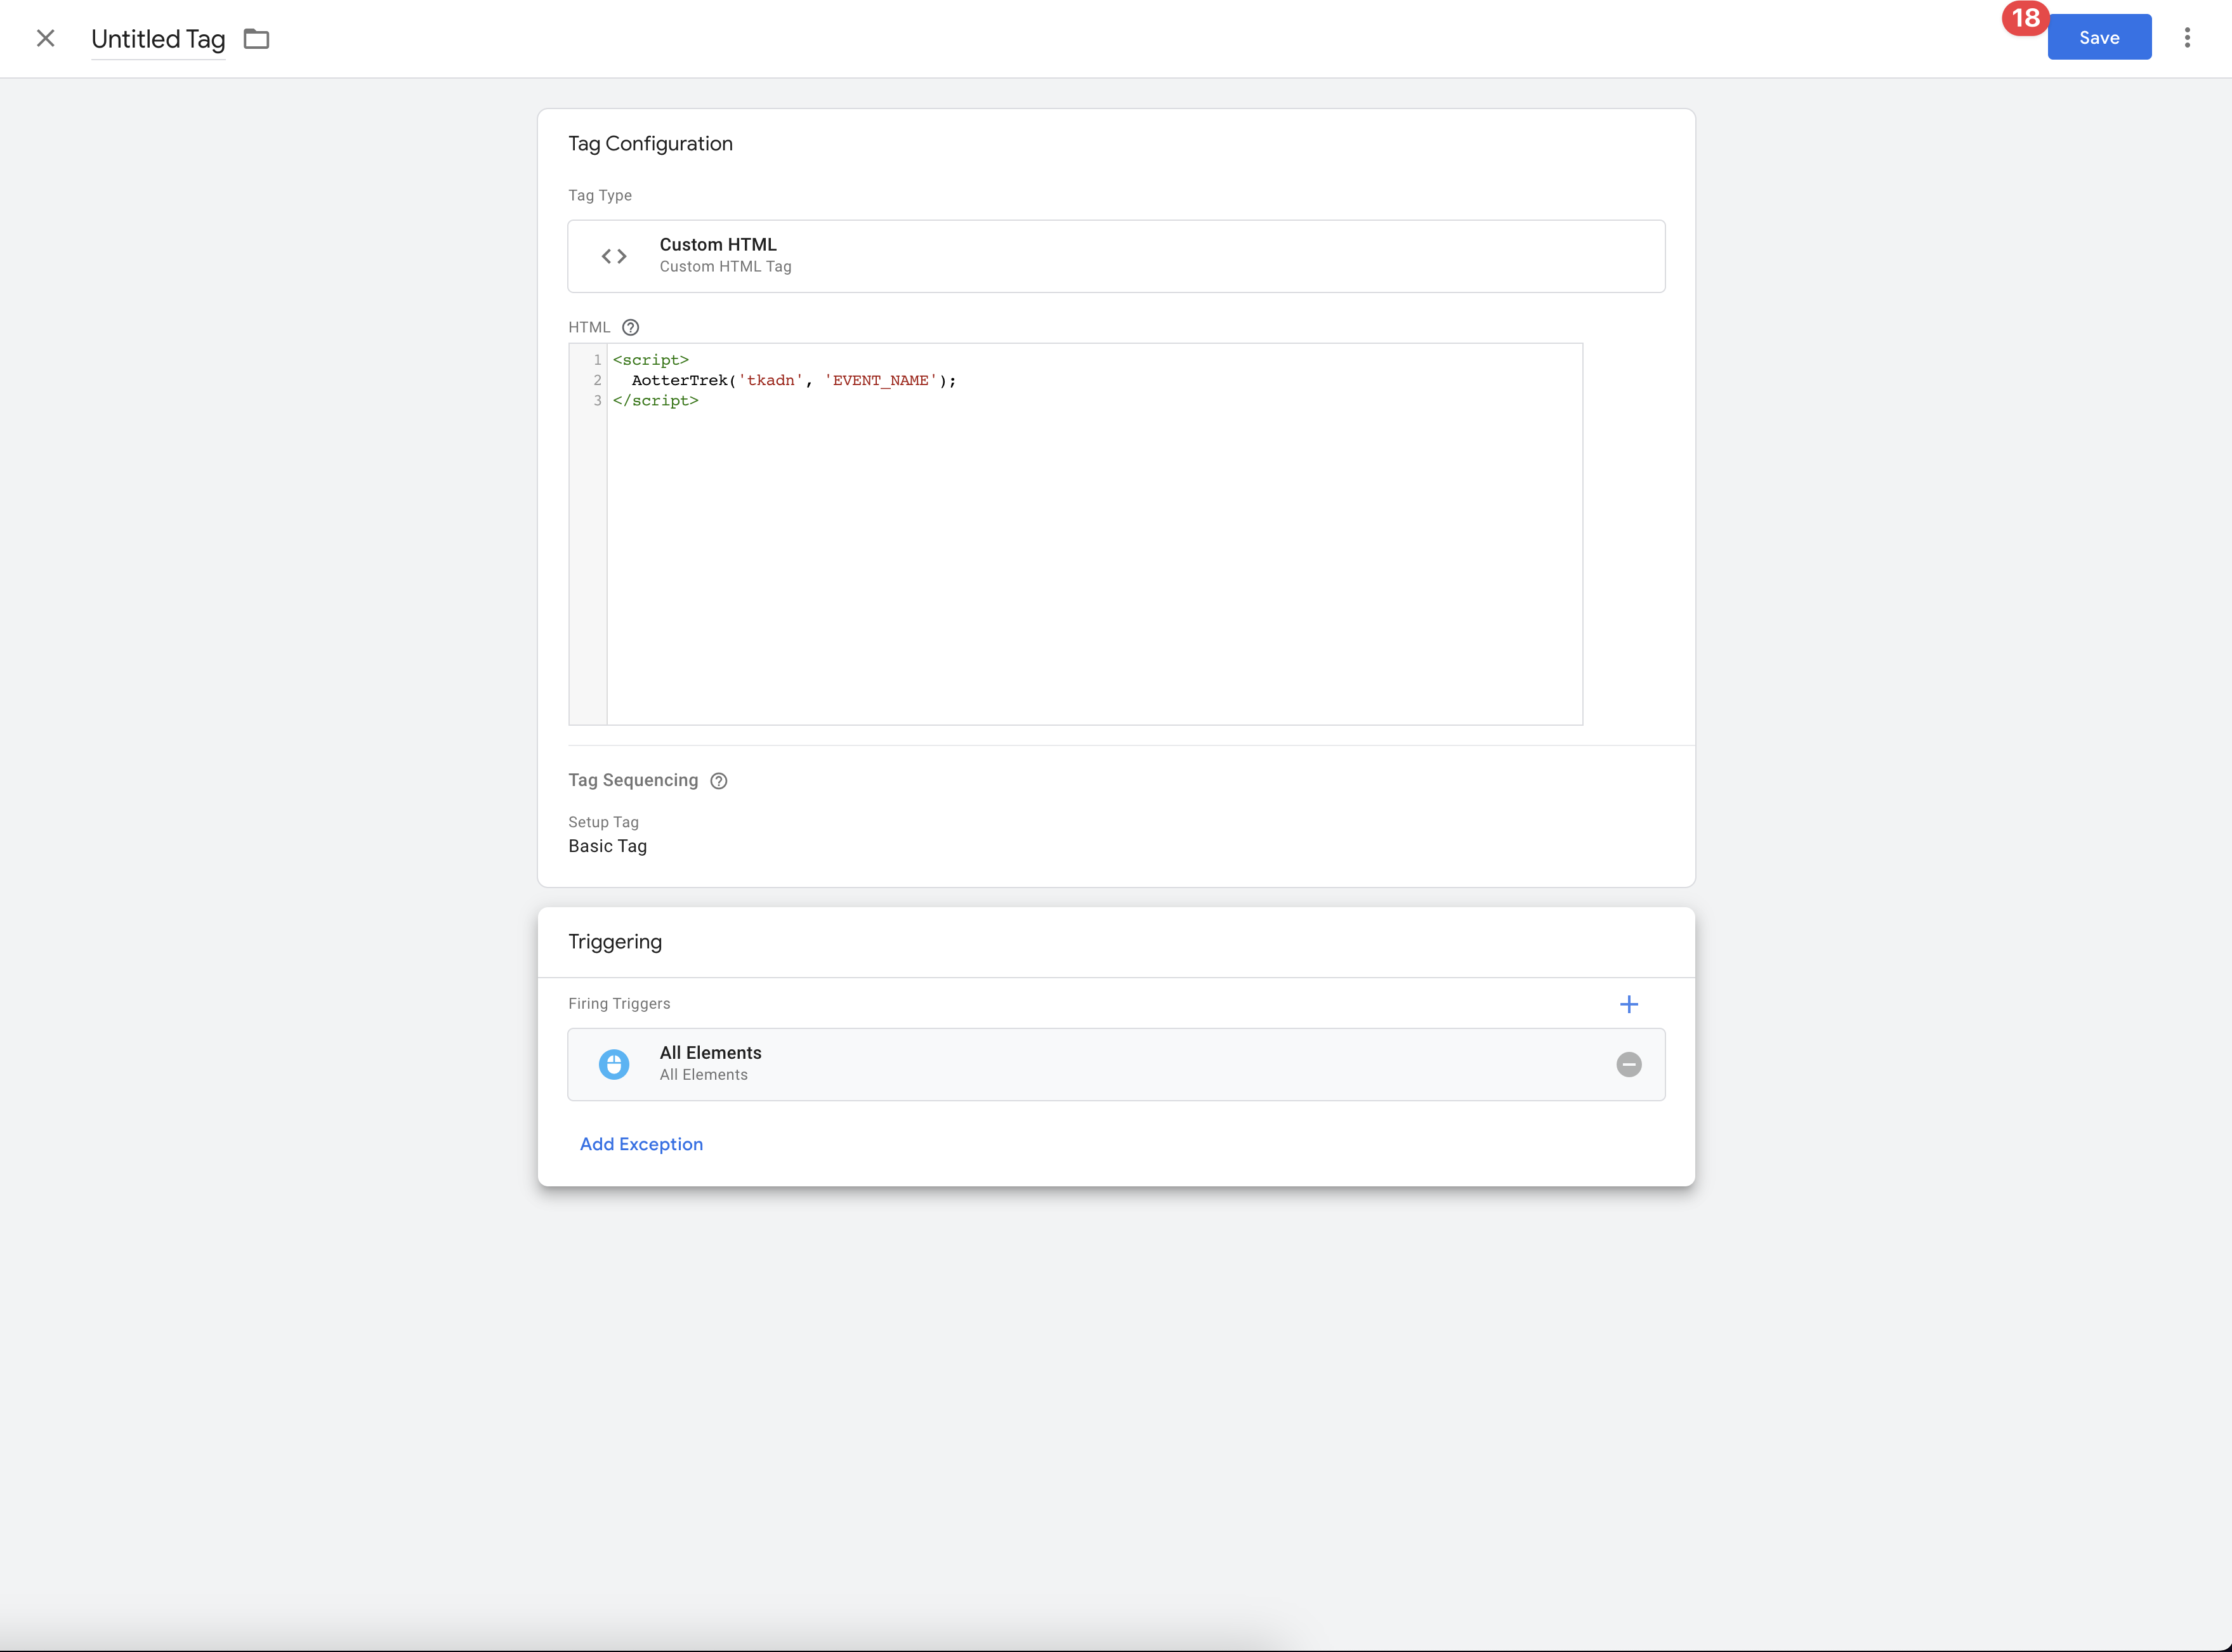 Untitled Tag
18
Save
Tag Configuration
Tag Type
Custom HTML
Custom HTML Tag
HTML
1 <script>
2 AotterTrek('tkadn', 'EVENT_NAME');
3 </script>
Tag Sequencing
Setup Tag
Basic Tag
Triggering
Firing Triggers
All Elements
All Elements
Add Exception